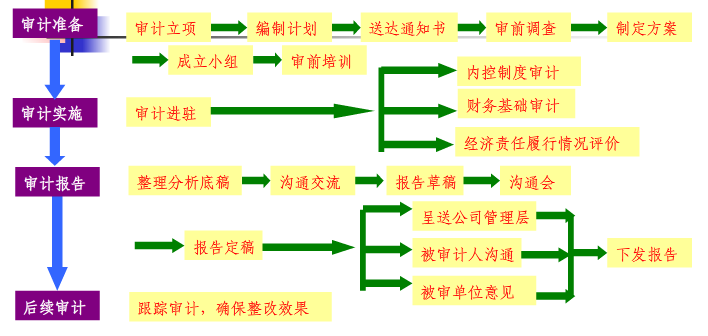 审计准备
审计立项
编制计划
送达通知书
审前调查
制定方案
成立小组
审前培训
审计实施
审计进驻
内控制度审计
财务基础审计
经济责任履行情况评价
审计报告
整理分析底稿
沟通交流
报告草稿
沟通会
报告定稿
呈送公司管理层
被审计人沟通
被审单位意见
下发报告
后续审计
跟踪审计，确保整改效果